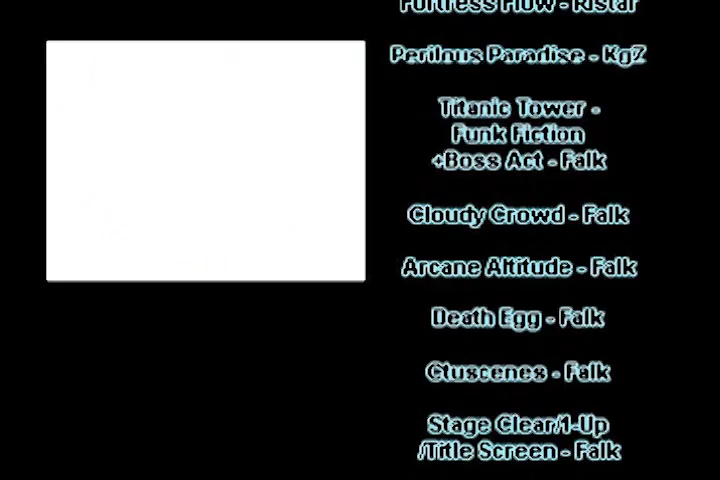 Fortress Flow - Ristar
Perilnus Paradise - KgZ
Titanic Tower -
Funk Fiction
+Boss Act - Falk
Cloudy Crowd - Falk
Arcane Altitude - Falk
Death Egg - Falk
Ctuscenes - Falk
Stage Clear/1-Up
/Title Screen - Falk